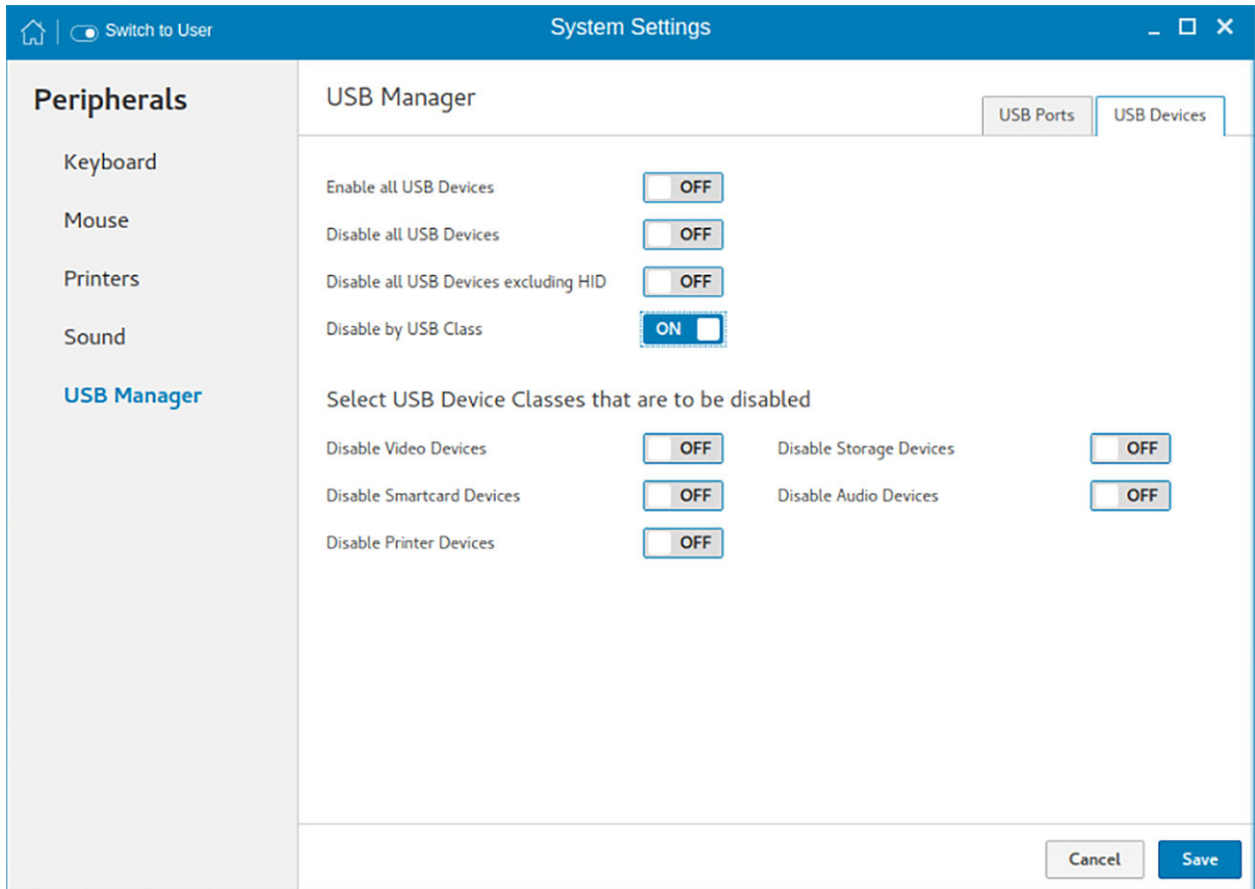 Switch to User
System Settings
Peripherals
Keyboard
Mouse
Printers
Sound
USB Manager
USB Manager
USB Ports
USB Devices
Enable all USB Devices OFF
Disable all USB Devices OFF
Disable all USB Devices excluding HID OFF
Disable by USB Class ON
Select USB Device Classes that are to be disabled
Disable Video Devices OFF Disable Storage Devices OFF
Disable Smartcard Devices OFF Disable Audio Devices OFF
Disable Printer Devices OFF
Cancel Save